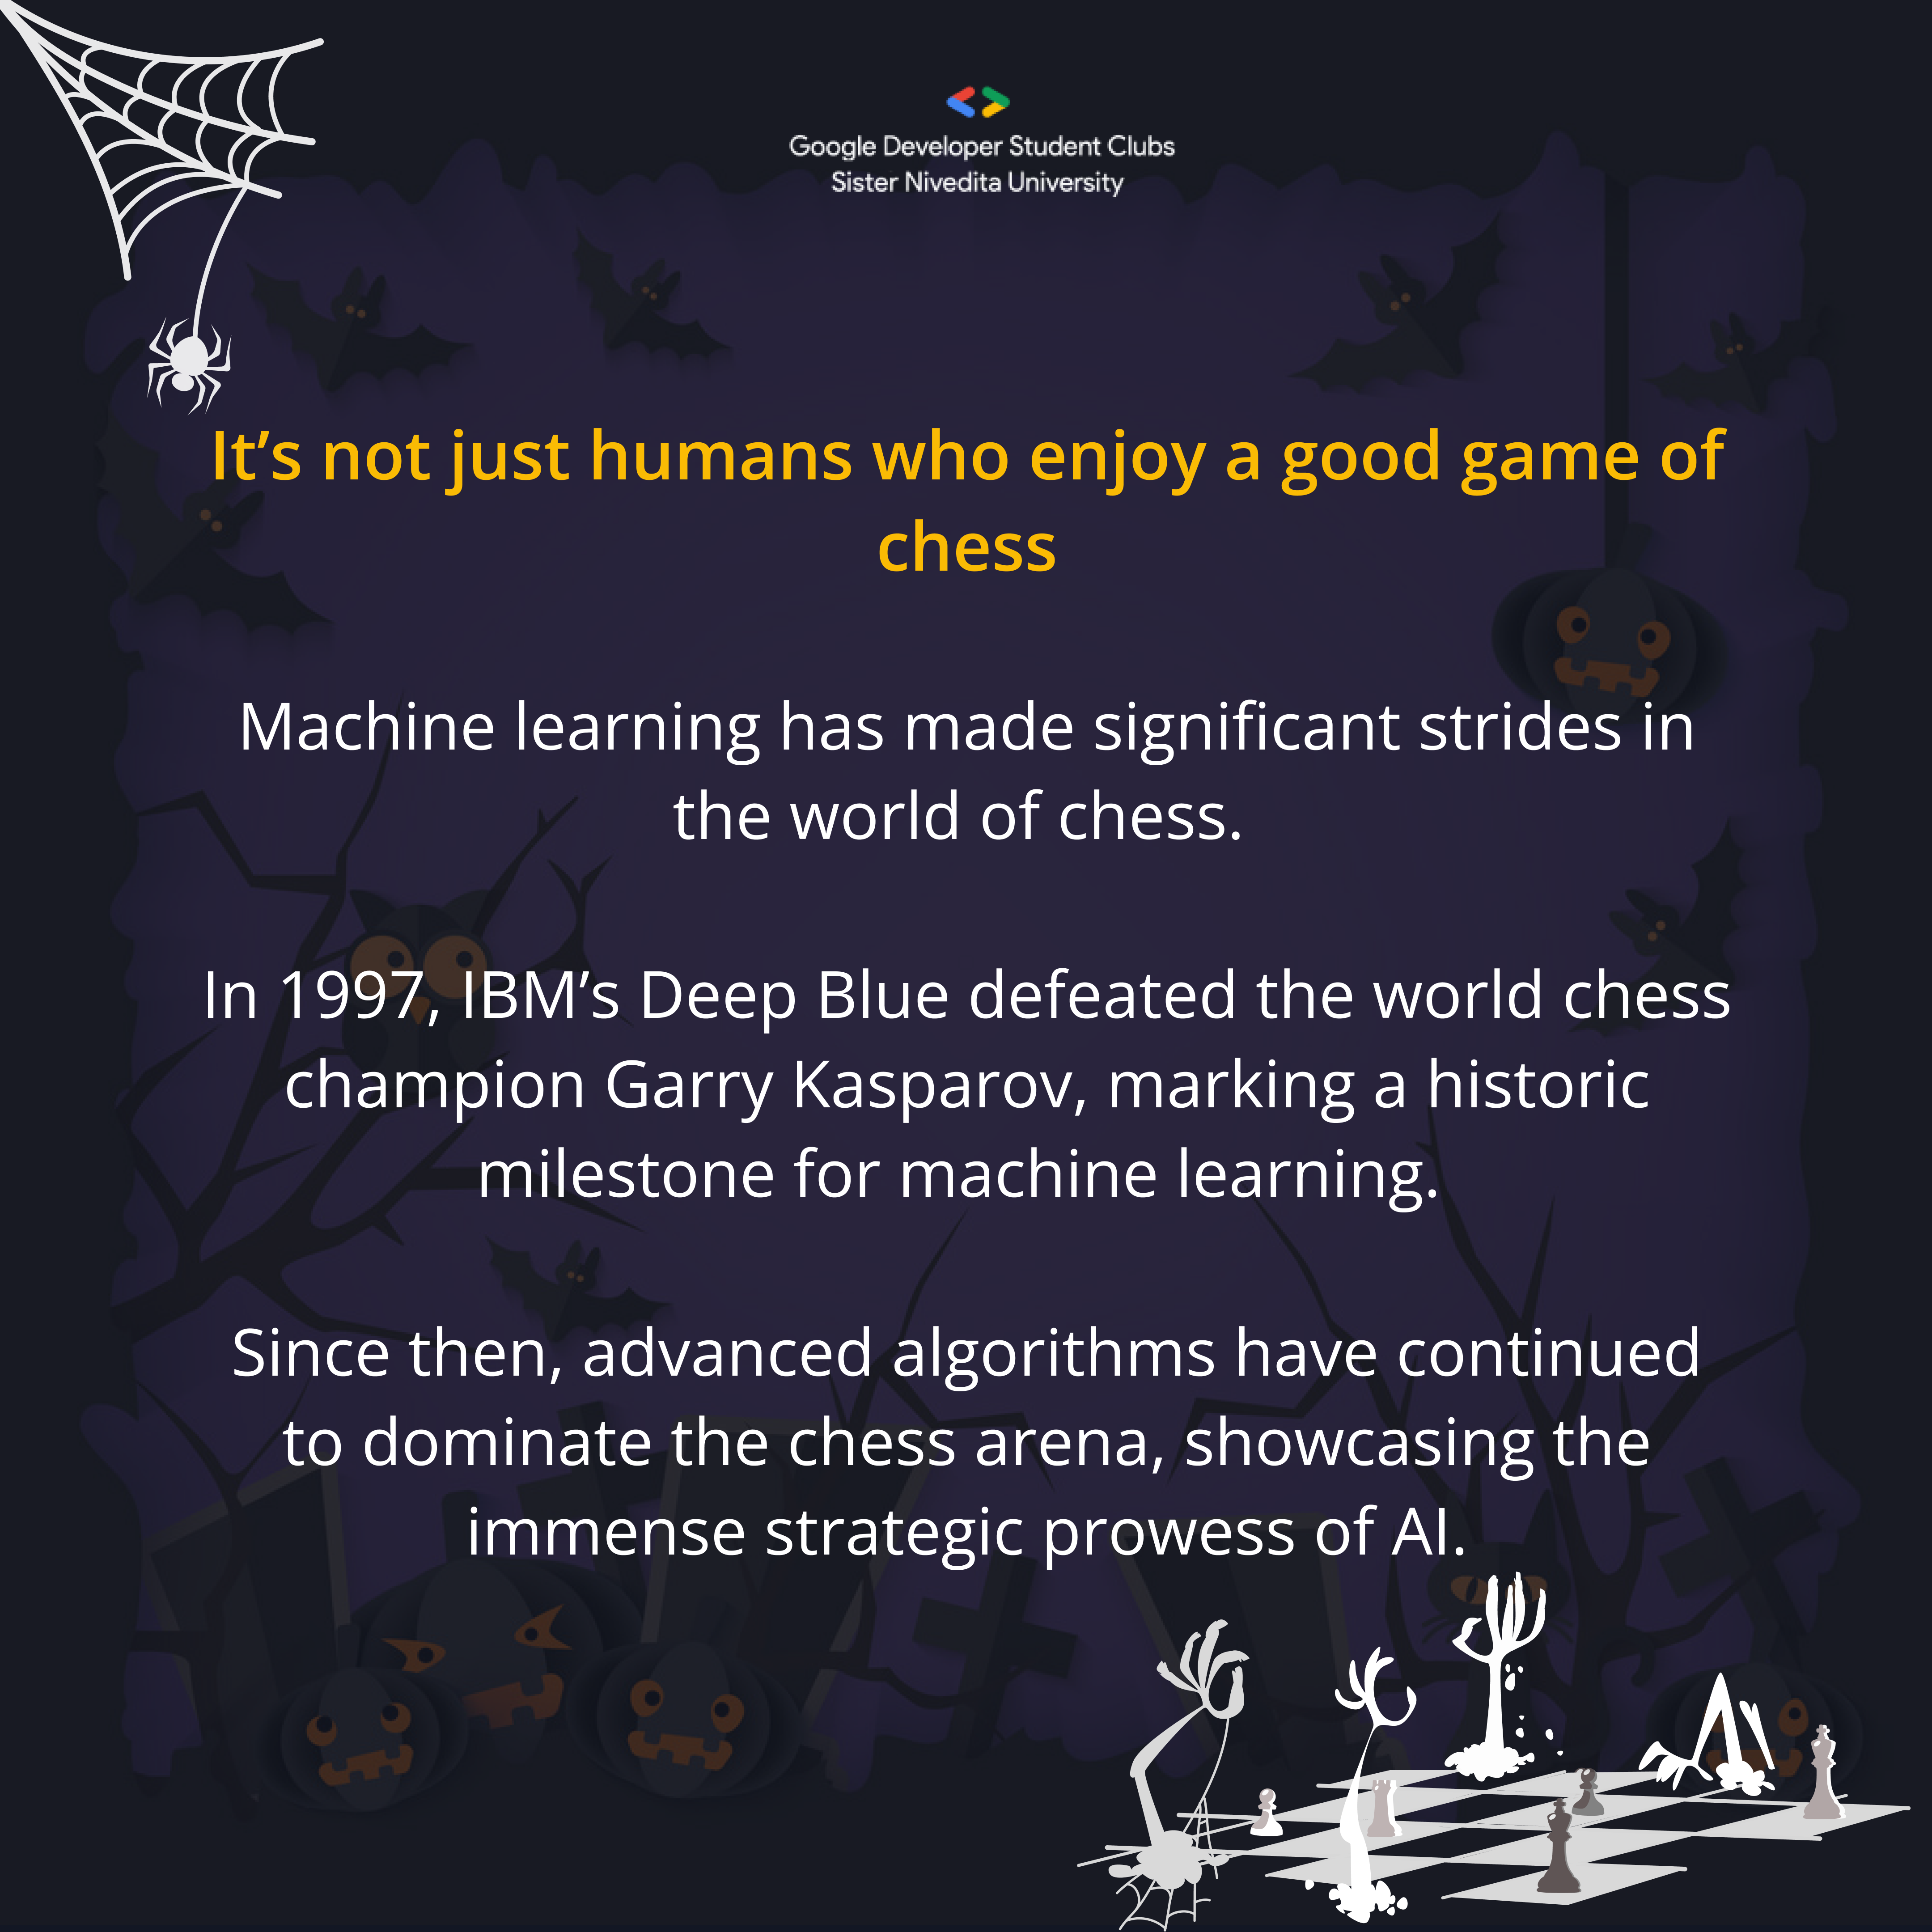 Google Developer Student Clubs
Sister Nivedita University
It’s not just humans who enjoy a good game of
chess
Machine learning has made significant strides in
the world of chess.
In 1997, IBM’s Deep Blue defeated the world chess
champion Garry Kasparov, marking a historic
milestone for machine learning.
Since then, advanced algorithms have continued
to dominate the chess arena, showcasing the
immense strategic prowess of AI.